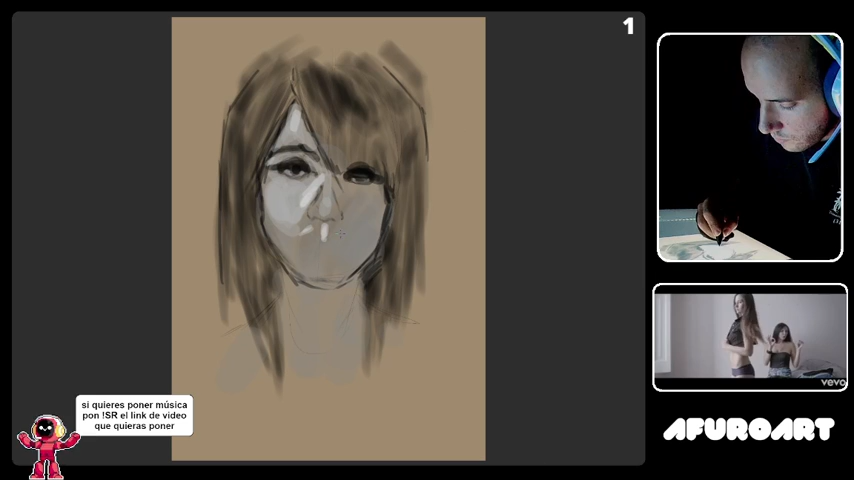 1
si quieres poner música
pon !SR el link de video
que quieras poner
vevo
AFUROART